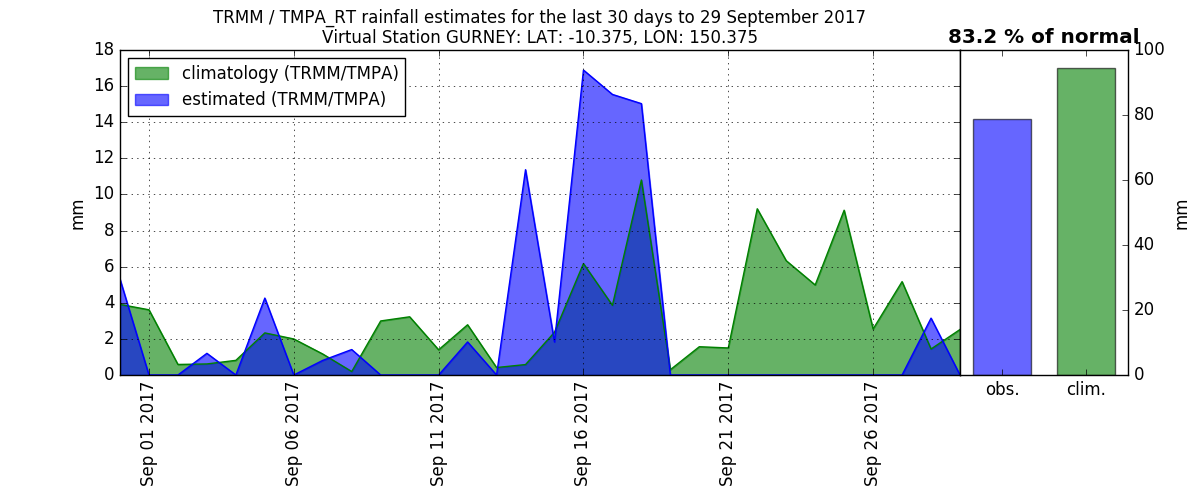 TRMM / TMPA_RT rainfall estimates for the last 30 days to 29 September 2017
Virtual Station GURNEY: LAT: -10.375, LON: 150.375
83.2 % of normal
climatology (TRMM/TMPA)
estimated (TRMM/TMPA)
18
16
14
12
10
8
6
4
2
0
mm
Sep 01 2017
Sep 06 2017
Sep 11 2017
Sep 16 2017
Sep 21 2017
Sep 26 2017
obs.
clim.
100
80
60
40
20
0
mm